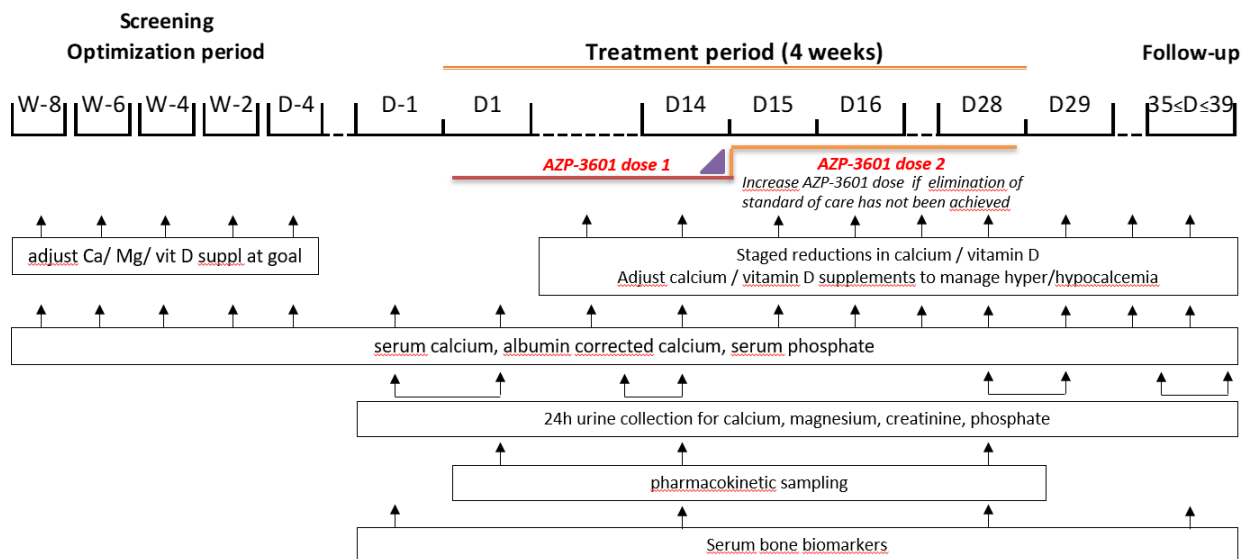 Screening
Optimization period
Treatment period (4 weeks)
Follow-up
W-8 W-6 W-4 W-2 D-4 D-1 D1 D14 D15 D16 D28 D29 35≤D≤39
AZP-3601 dose 1
AZP-3601 dose 2
Increase AZP-3601 dose if elimination of
standard of care has not been achieved
adjust Ca/ Mg/ vit D suppl at goal
Staged reductions in calcium / vitamin D
Adjust calcium / vitamin D supplements to manage hyper/hypocalcemia
serum calcium, albumin corrected calcium, serum phosphate
24h urine collection for calcium, magnesium, creatinine, phosphate
pharmacokinetic sampling
Serum bone biomarkers